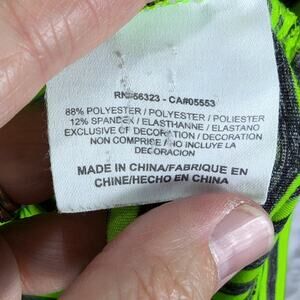 RN#56323 - CA#05553
88% POLYESTER / POLYESTER / POLIESTER
12% SPANDEX / ELASTHANNE / ELASTANO
EXCLUSIVE OF DECORATION / DECORATION
NON COMPRISE / NO INCLUYE LA
DECORACION
MADE IN CHINA/FABRIQUE EN
CHINE/HECHO EN CHINA